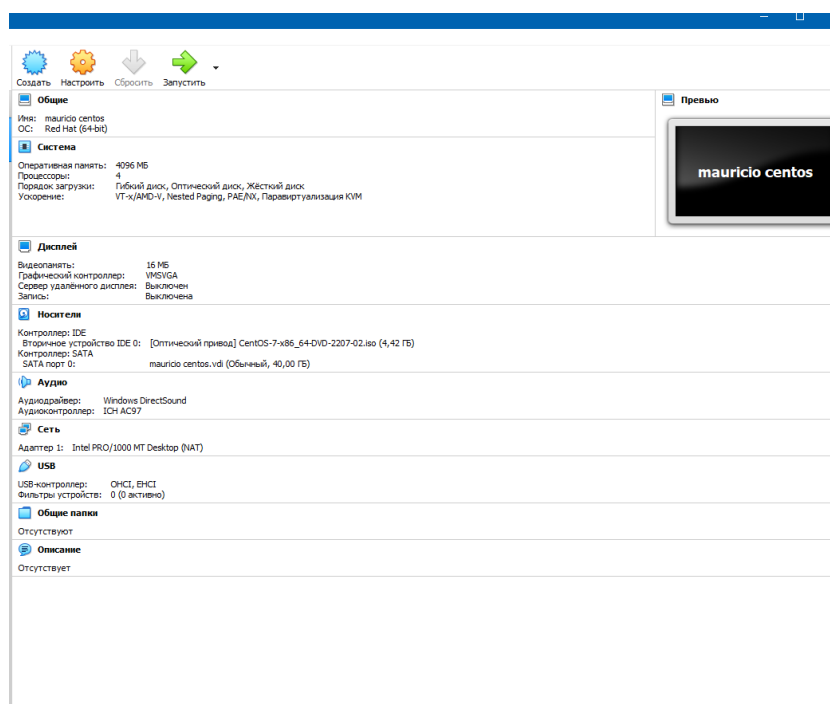 Создать Настроить Сбросить Запустить
Общие
Имя: mauricio centos
ОС: Red Hat (64-bit)
Превью
mauricio centos
Система
Оперативная память: 4096 МБ
Процессоры: 4
Порядок загрузки: Гибкий диск, Оптический диск, Жёсткий диск
Ускорение: VT-x/AMD-V, Nested Paging, PAE/NX, Паравиртуализация KVM
Дисплей
Видеопамять: 16 МБ
Графический контроллер: VMSVGA
Сервер удалённого дисплея: Выключен
Запись: Выключена
Носители
Контроллер: IDE
Вторичное устройство IDE 0: [Оптический привод] CentOS-7-x86_64-DVD-2207-02.iso (4,42 ГБ)
Контроллер: SATA
SATA порт 0: mauricio centos.vdi (Обычный, 40,00 ГБ)
Аудио
Аудиодрайвер: Windows DirectSound
Аудиоконтроллер: ICH AC97
Сеть
Адаптер 1: Intel PRO/1000 MT Desktop (NAT)
USB
USB-контроллер: OHCI, EHCI
Фильтры устройств: 0 (0 активно)
Общие папки
Отсутствуют
Описание
Отсутствует